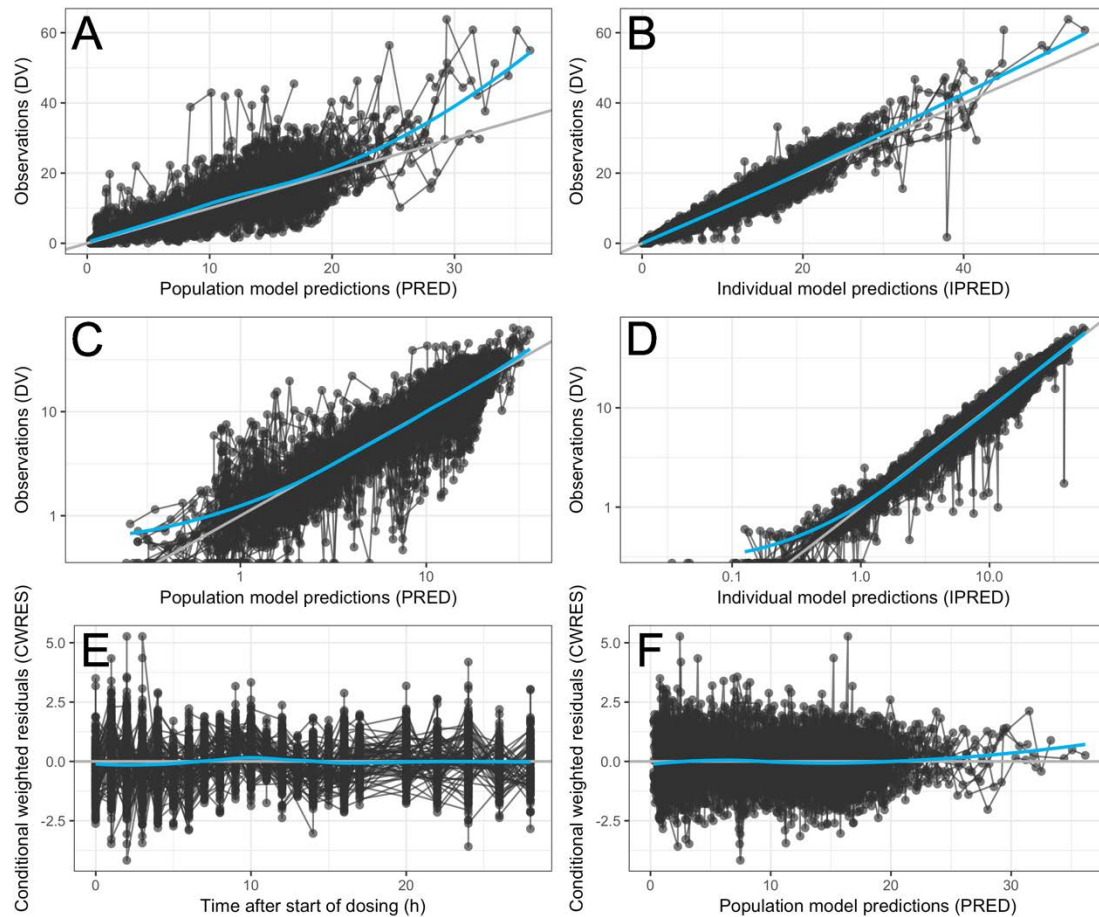 A
B
Observations (DV)
60
40
20
0
0
10
20
30
Population model predictions (PRED)
Observations (DV)
60
40
20
0
0
20
40
Individual model predictions (IPRED)
C
D
Observations (DV)
10
1
1
10
Population model predictions (PRED)
Observations (DV)
10
1
0.1
1.0
10.0
Individual model predictions (IPRED)
E
F
Conditional weighted residuals (CWRES)
5.0
2.5
0.0
-2.5
0
10
20
Time after start of dosing (h)
Conditional weighted residuals (CWRES)
5.0
2.5
0.0
-2.5
0
10
20
30
Population model predictions (PRED)